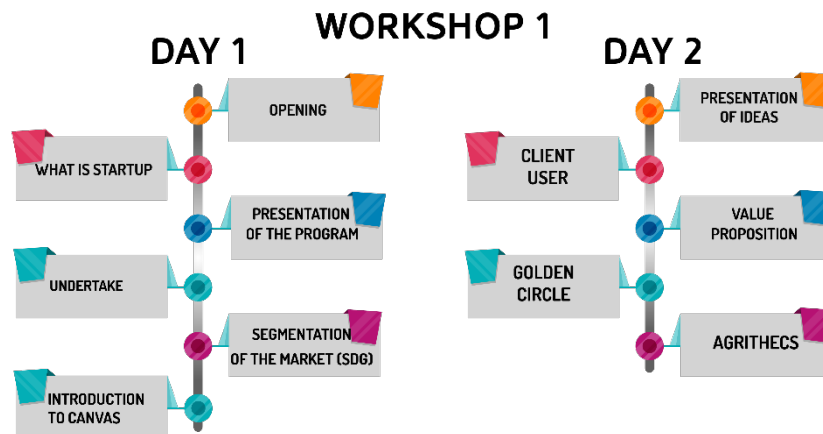 WORKSHOP 1
DAY 1
OPENING
WHAT IS STARTUP
PRESENTATION
OF THE PROGRAM
UNDERTAKE
SEGMENTATION
OF THE MARKET (SDG)
INTRODUCTION
TO CANVAS
DAY 2
PRESENTATION
OF IDEAS
CLIENT
USER
VALUE
PROPOSITION
GOLDEN
CIRCLE
AGRITHECS